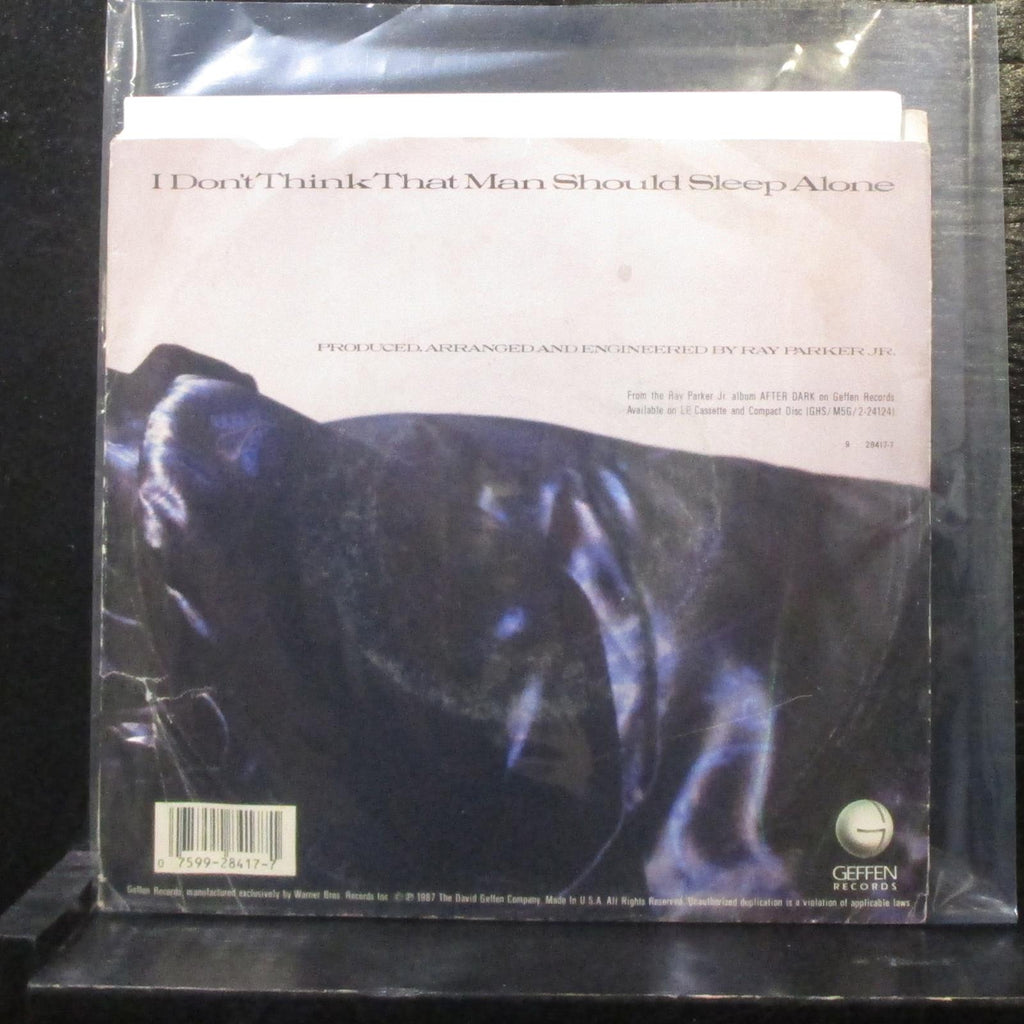 I Don't Think That Man Should Sleep Alone
PRODUCED, ARRANGED AND ENGINEERED BY RAY PARKER JR.
From the Ray Parker Jr. album AFTER DARK on Geffen Records
Available on LP, Cassette and Compact Disc (GHS/M5G/2-24124)
9 28417-7
0 7599-28417-7
GEFFEN
RECORDS
Geffen Records, manufactured exclusively by Warner Bros. Records Inc. © ℗ 1987 The David Geffen Company. Made In U.S.A. All Rights Reserved. Unauthorized duplication is a violation of applicable laws.